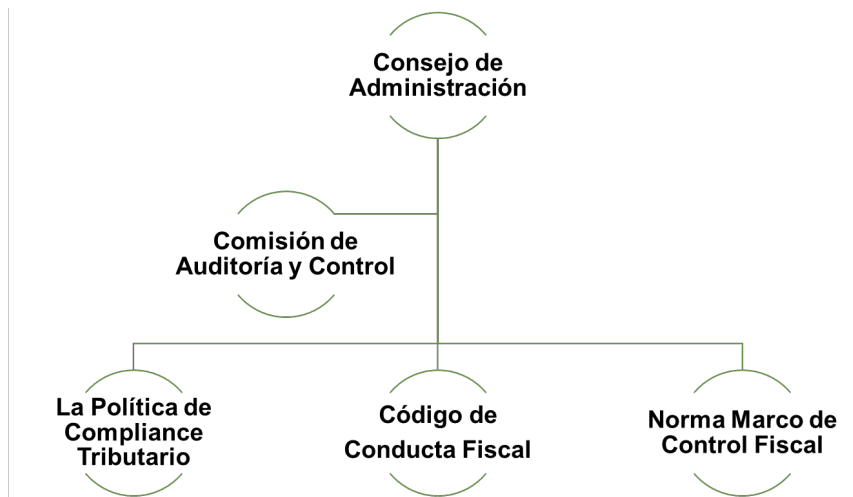 Consejo de
Administración
Comisión de
Auditoría y Control
La Política de
Compliance
Tributario
Código de
Conducta Fiscal
Norma Marco de
Control Fiscal